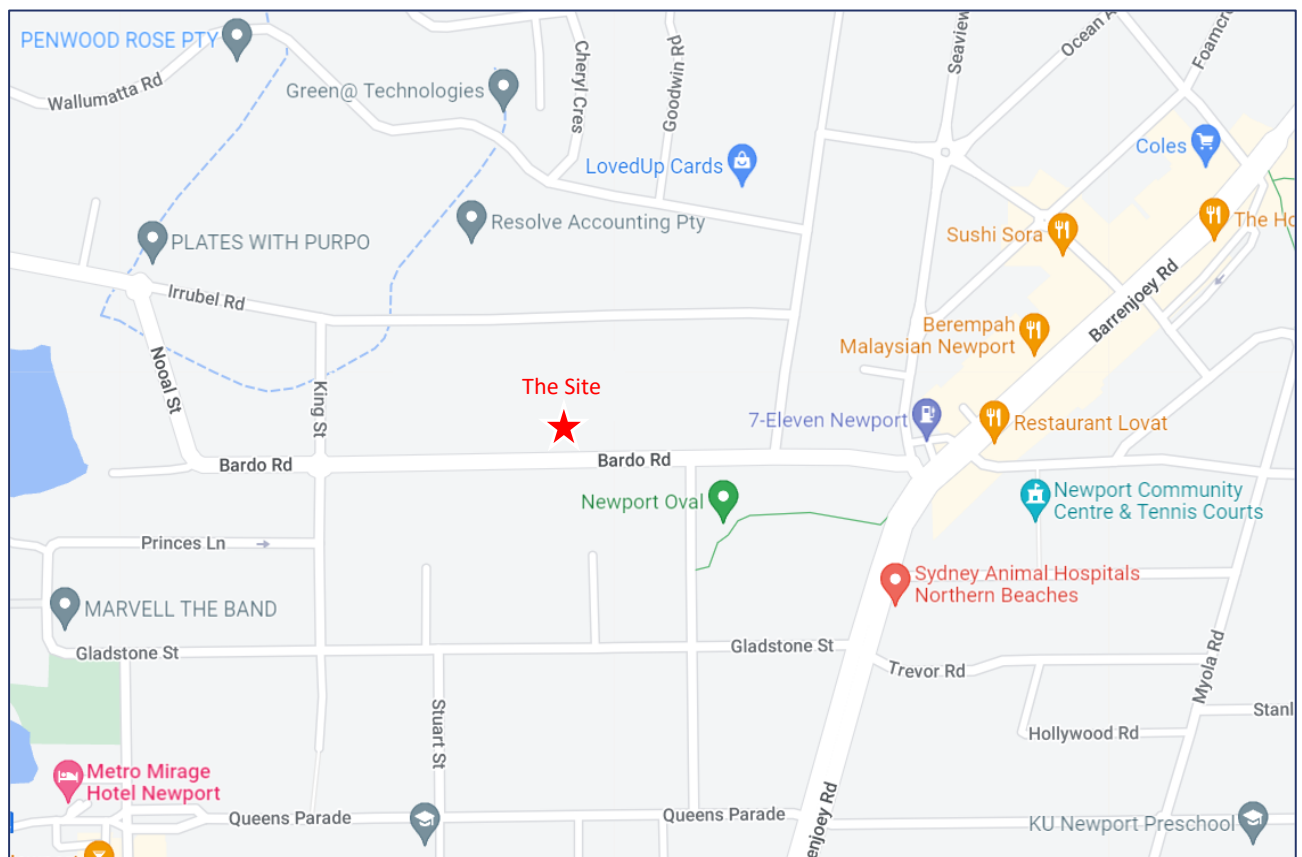 PENWOOD ROSE PTY
Wallumatta Rd
Green@ Technologies
Cheryl Cres
Goodwin Rd
Seaview
Ocean A
Foamcr
LovedUp Cards
Coles
PLATES WITH PURPO
Resolve Accounting Pty
Sushi Sora
The Ho
Irrubel Rd
Barrenjoey Rd
Berempah
Malaysian Newport
Nooal St
King St
The Site
7-Eleven Newport
Restaurant Lovat
Bardo Rd
Bardo Rd
Newport Oval
Newport Community
Centre & Tennis Courts
Princes Ln
Sydney Animal Hospitals
Northern Beaches
MARVELL THE BAND
Gladstone St
Gladstone St
Trevor Rd
Myola Rd
Stuart St
Stanl
Hollywood Rd
Metro Mirage
Hotel Newport
Queens Parade
Queens Parade
enjoey Rd
KU Newport Preschool